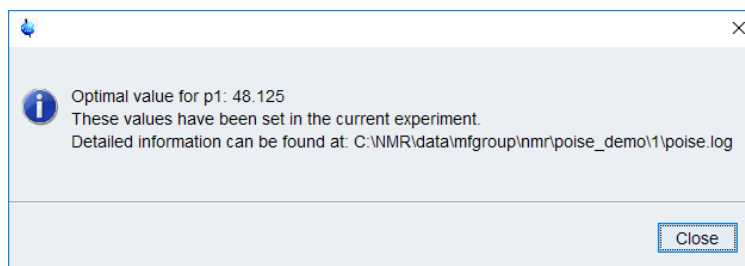 Optimal value for p1: 48.125
These values have been set in the current experiment.
Detailed information can be found at: C:\NMR\data\mfgroup\nmr\poise_demo\1\poise.log
Close